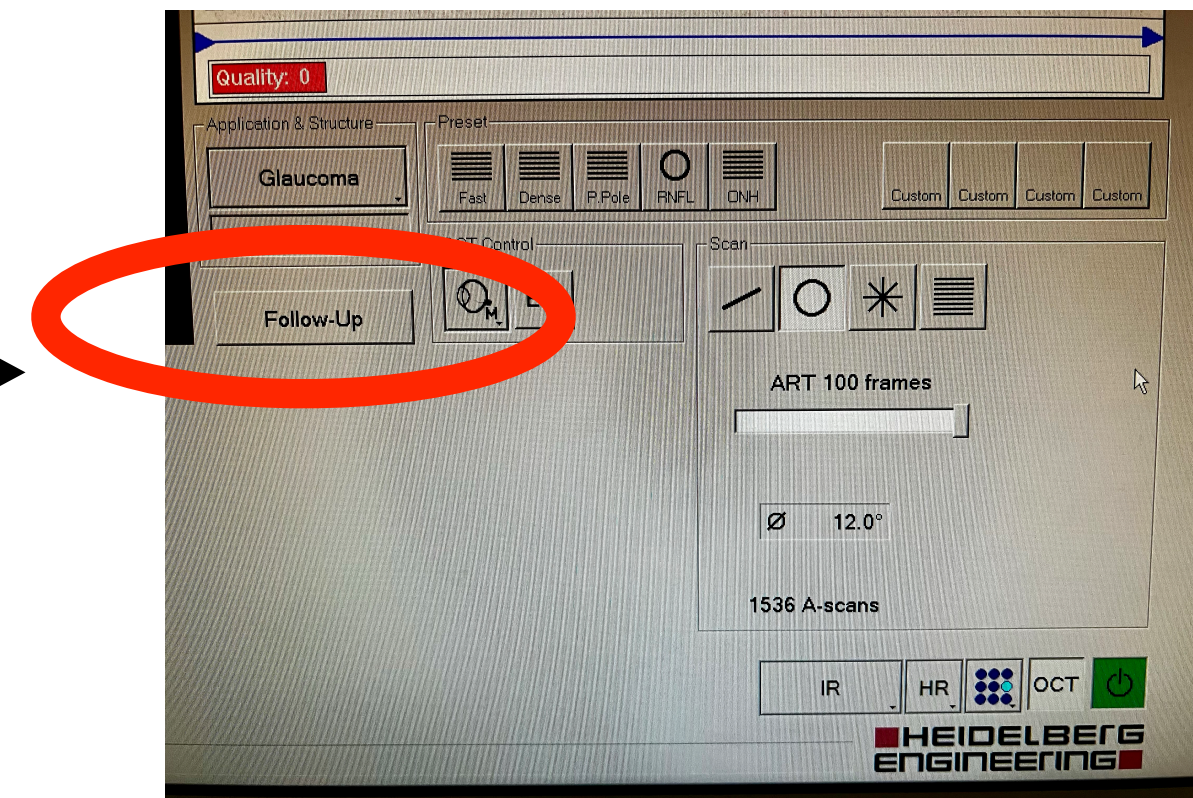 Quality: 0
Application & Structure
Preset
Glaucoma
Fast
Dense
P.Pole
RNFL
ONH
Custom
Custom
Custom
Custom
Control
Scan
M
Follow-Up
ART 100 frames
Ø 12.0°
1536 A-scans
IR
HR
OCT
HEIDELBERG
ENGINEERING